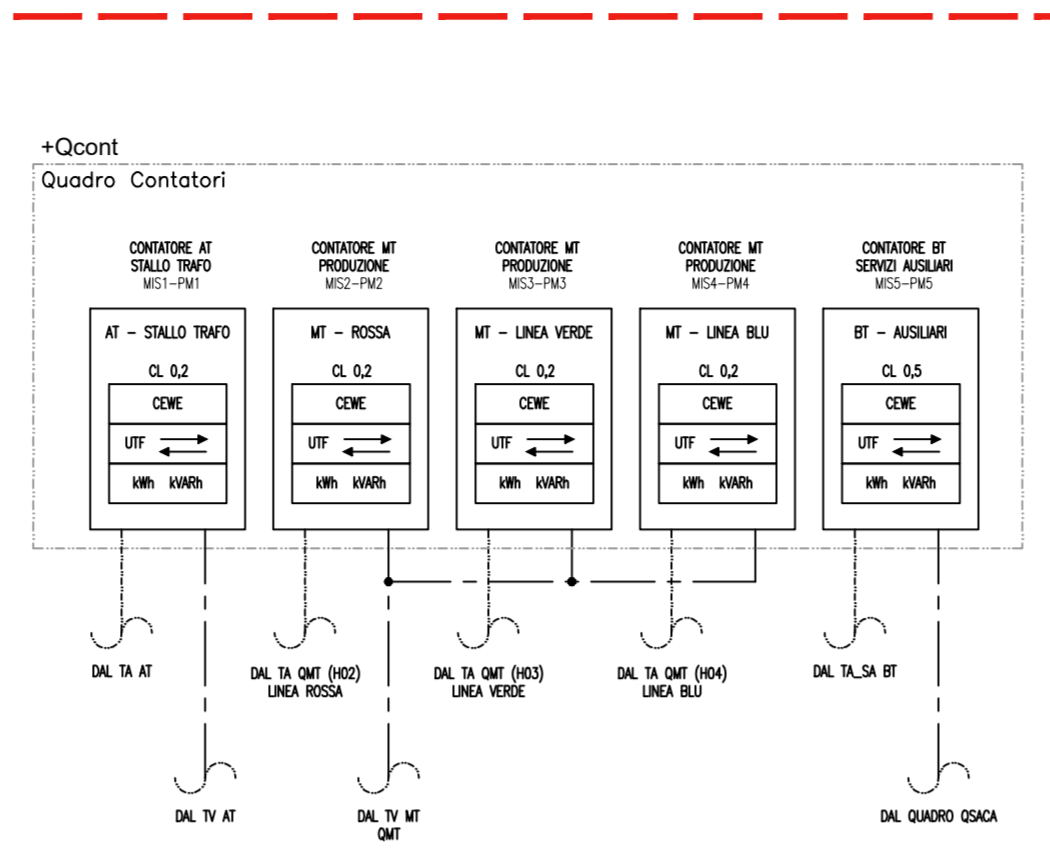 +Qcont
Quadro Contatori
CONTATORE AT
STALLO TRAFO
MIS1-PM1
CONTATORE MT
PRODUZIONE
MIS2-PM2
CONTATORE MT
PRODUZIONE
MIS3-PM3
CONTATORE MT
PRODUZIONE
MIS4-PM4
CONTATORE BT
SERVIZI AUSILIARI
MIS5-PM5
AT - STALLO TRAFO
CL 0,2
CEWE
UTF
kWh kVARh
MT - ROSSA
CL 0,2
CEWE
UTF
kWh kVARh
MT - LINEA VERDE
CL 0,2
CEWE
UTF
kWh kVARh
MT - LINEA BLU
CL 0,2
CEWE
UTF
kWh kVARh
BT - AUSILIARI
CL 0,5
CEWE
UTF
kWh kVARh
DAL TA AT
DAL TA QMT (H02)
LINEA ROSSA
DAL TA QMT (H03)
LINEA VERDE
DAL TA QMT (H04)
LINEA BLU
DAL TA_SA BT
DAL TV AT
DAL TV MT
QMT
DAL QUADRO QSACA